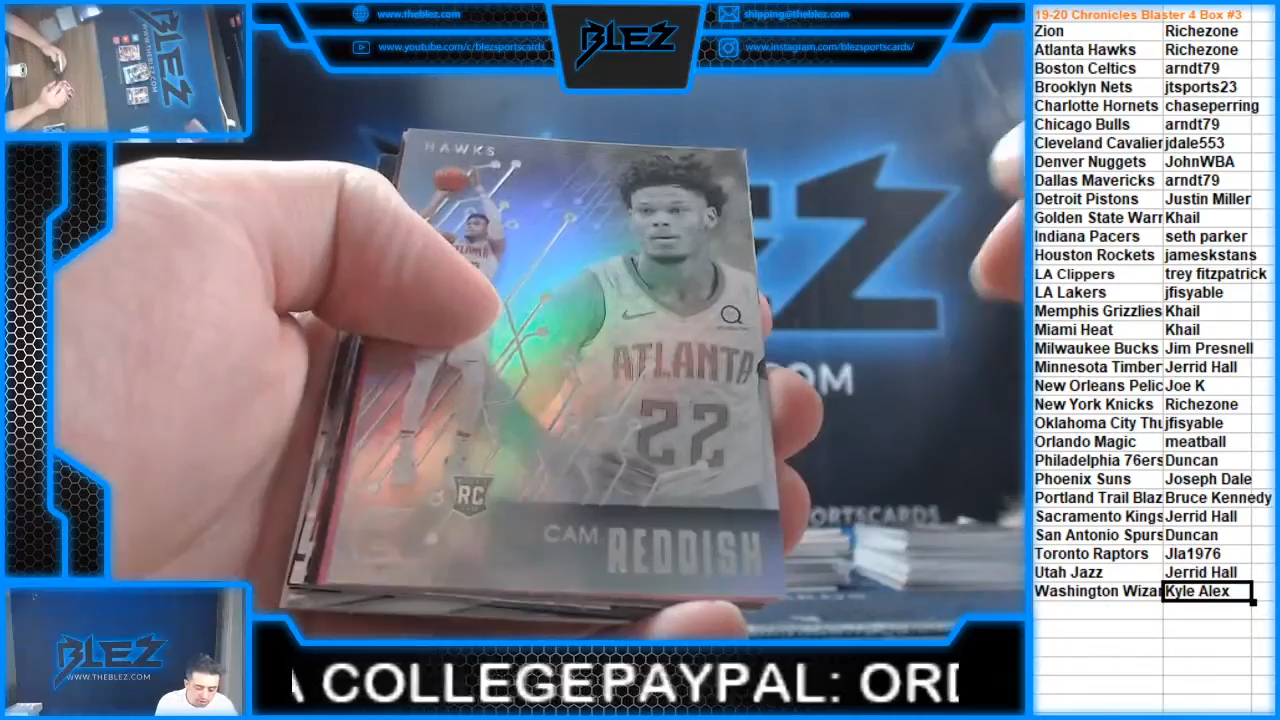 www.theblez.com
www.youtube.com/c/blezsportscards
BLEZ
shipping@theblez.com
www.instagram.com/blezsportscards/
HAWKS
ATLANTA
22
RC
CAM REDDISH
BLEZ
WWW.THEBLEZ.COM
A COLLEGEPAYPAL: ORD
19-20 Chronicles Blaster 4 Box #3
Zion Richezone
Atlanta Hawks Richezone
Boston Celtics arndt79
Brooklyn Nets jtsports23
Charlotte Hornets chaseperring
Chicago Bulls arndt79
Cleveland Cavalier jdale553
Denver Nuggets JohnWBA
Dallas Mavericks arndt79
Detroit Pistons Justin Miller
Golden State Warr Khail
Indiana Pacers seth parker
Houston Rockets jameskstans
LA Clippers trey fitzpatrick
LA Lakers jfisyable
Memphis Grizzlies Khail
Miami Heat Khail
Milwaukee Bucks Jim Presnell
Minnesota Timber Jerrid Hall
New Orleans Pelic Joe K
New York Knicks Richezone
Oklahoma City Thu jfisyable
Orlando Magic meatball
Philadelphia 76ers Duncan
Phoenix Suns Joseph Dale
Portland Trail Blaz Bruce Kennedy
Sacramento Kings Jerrid Hall
San Antonio Spurs Duncan
Toronto Raptors Jla1976
Utah Jazz Jerrid Hall
Washington Wizar Kyle Alex